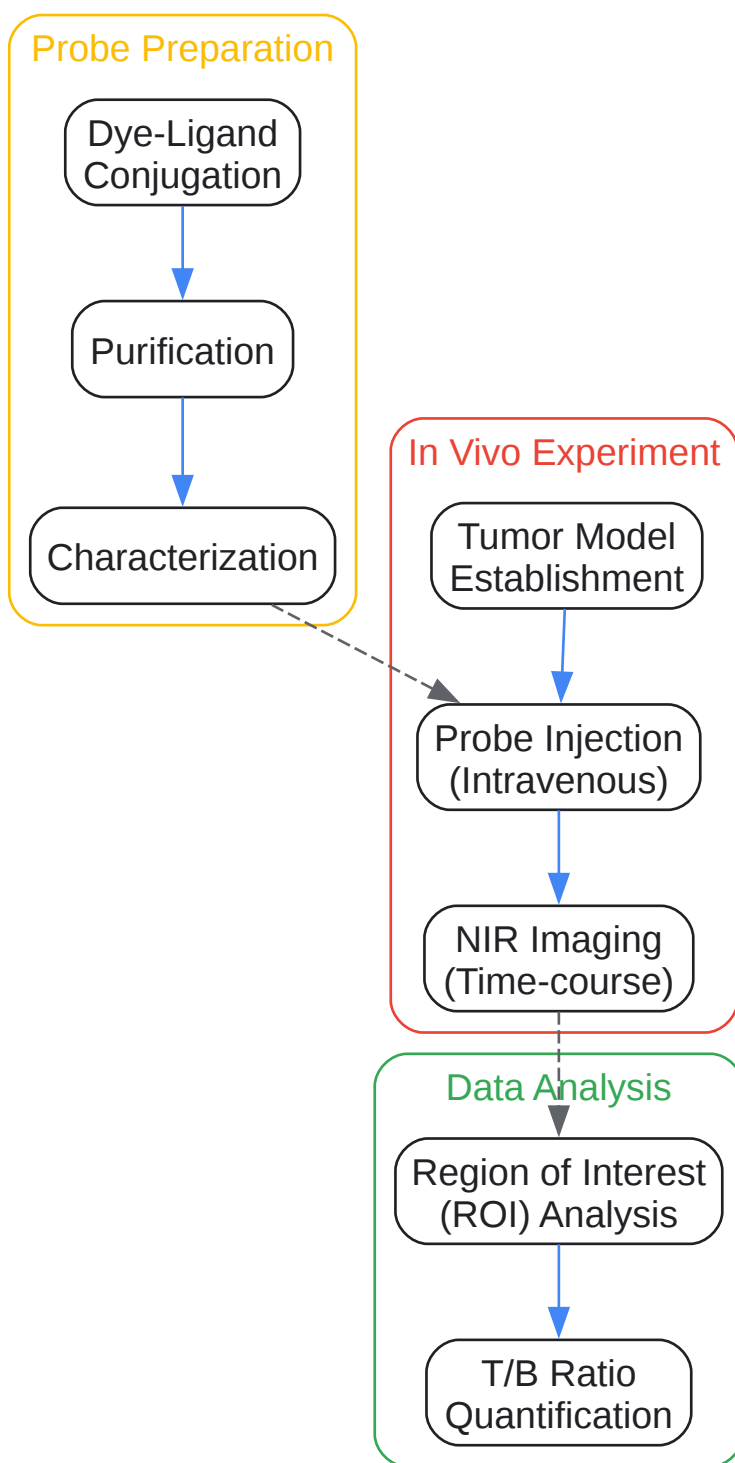 Probe Preparation
Dye-Ligand
Conjugation
Purification
Characterization
In Vivo Experiment
Tumor Model
Establishment
Probe Injection
(Intravenous)
NIR Imaging
(Time-course)
Data Analysis
Region of Interest
(ROI) Analysis
T/B Ratio
Quantification